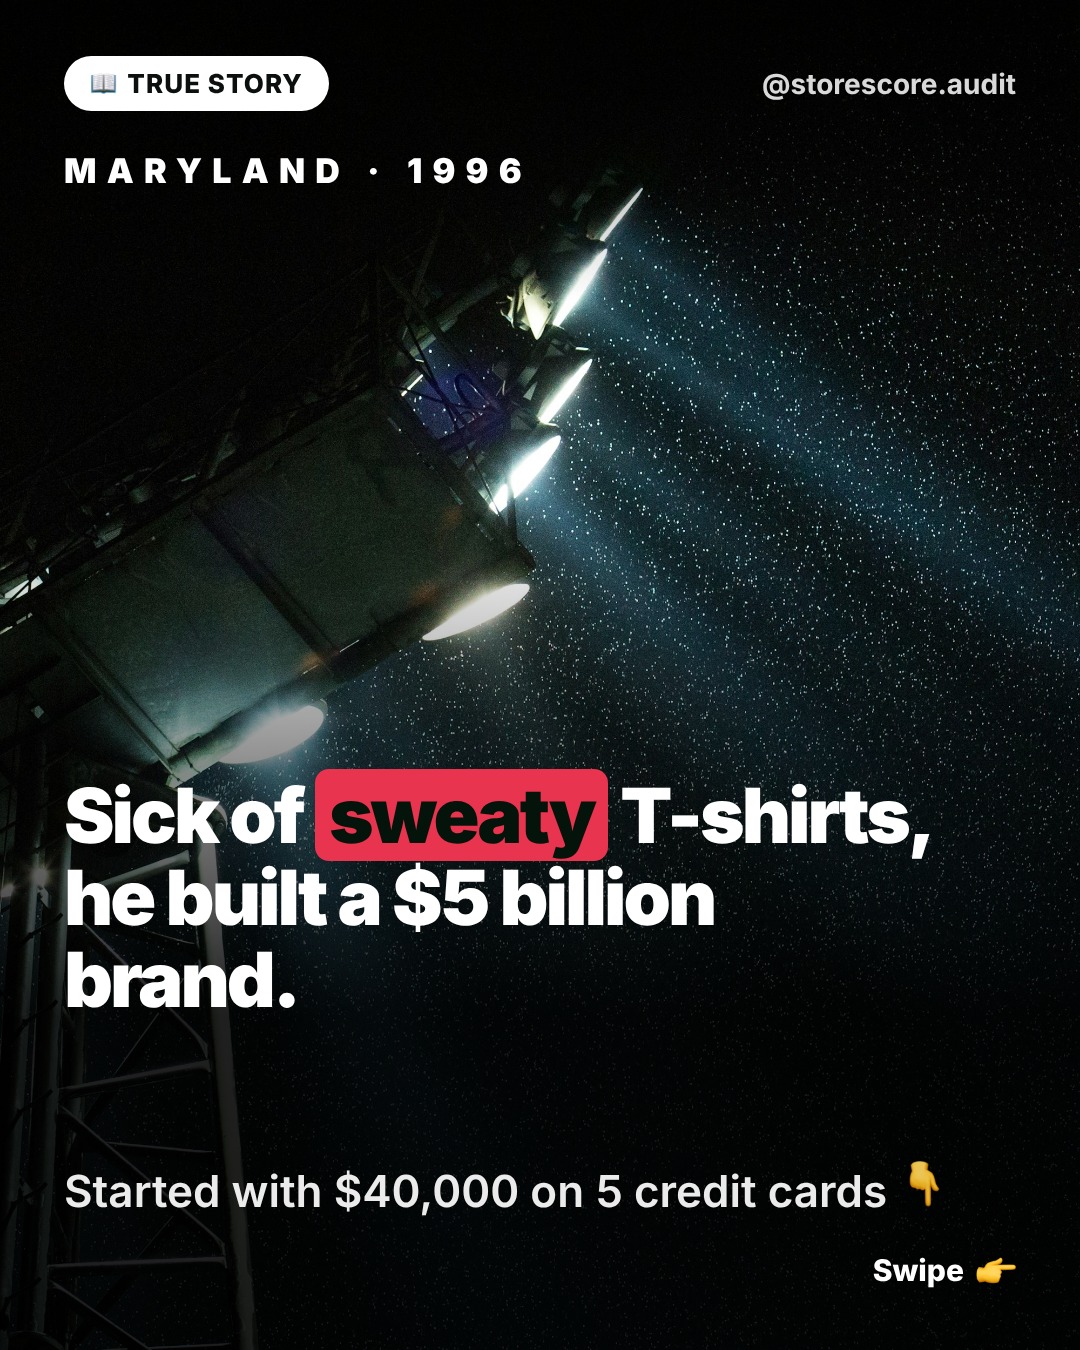 📖 TRUE STORY
@storescore.audit
MARYLAND · 1996
Sick of sweaty T-shirts,
he built a $5 billion
brand.
Started with $40,000 on 5 credit cards 👇
Swipe 👉